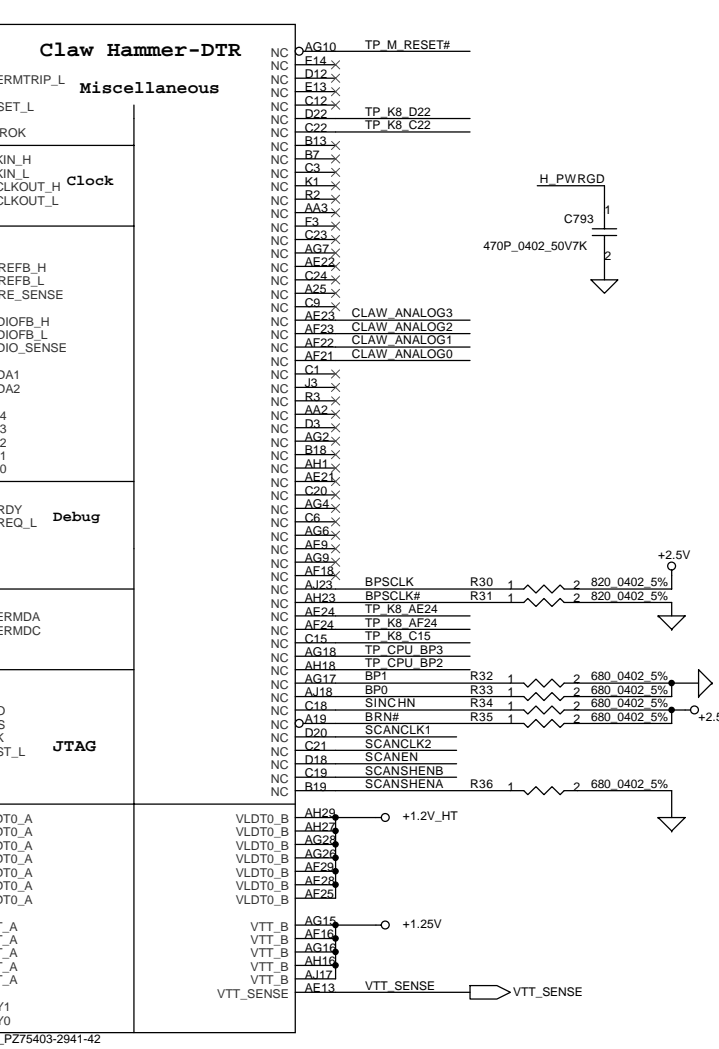 Claw Hammer-DTR
Miscellaneous
ERMTRIP_L
SET_L
ROK
KIN_H
KIN_L
CLKOUT_H
CLKOUT_L
Clock
REFB_H
REFB_L
RE_SENSE
DIOFB_H
DIOFB_L
DIO_SENSE
DA1
DA2
4
3
2
1
0
RDY
REQ_L
Debug
ERMDA
ERMDC
D
S
K
ST_L
JTAG
DT0_A
DT0_A
DT0_A
DT0_A
DT0_A
DT0_A
DT0_A
T_A
T_A
T_A
T_A
T_A
Y1
Y0
_PZ75403-2941-42
NC AG10 TP_M_RESET#
NC E14
NC D12
NC E13
NC C12
NC D22 TP_K8_D22
NC C22 TP_K8_C22
NC B13
NC B7
NC C3
NC K1
NC R2
NC AA3
NC F3
NC C23
NC AG7
NC AE22
NC C24
NC A25
NC C9
NC AE23 CLAW_ANALOG3
NC AF23 CLAW_ANALOG2
NC AF22 CLAW_ANALOG1
NC AF21 CLAW_ANALOG0
NC C1
NC J3
NC R3
NC AA2
NC D3
NC AG2
NC B18
NC AH1
NC AE21
NC C20
NC AG4
NC C6
NC AG6
NC AE9
NC AG9
NC AF18
NC AJ23 BPSCLK R30 1 2 820_0402_5% +2.5V
NC AH23 BPSCLK# R31 1 2 820_0402_5%
NC AE24 TP_K8_AE24
NC AF24 TP_K8_AF24
NC C15 TP_K8_C15
NC AG18 TP_CPU_BP3
NC AH18 TP_CPU_BP2
NC AG17 BP1 R32 1 2 680_0402_5%
NC AJ18 BP0 R33 1 2 680_0402_5%
NC C18 SINCHN R34 1 2 680_0402_5%
NC A19 BRN# R35 1 2 680_0402_5% +2.5
NC D20 SCANCLK1
NC C21 SCANCLK2
NC D18 SCANEN
NC C19 SCANSHENB
NC B19 SCANSHENA R36 1 2 680_0402_5%
VLDT0_B AH29 +1.2V_HT
VLDT0_B AH27
VLDT0_B AG28
VLDT0_B AG26
VLDT0_B AF29
VLDT0_B AE28
VLDT0_B AF25
VTT_B AG15 +1.25V
VTT_B AF16
VTT_B AG16
VTT_B AH16
VTT_B AJ17
VTT_SENSE AE13 VTT_SENSE VTT_SENSE
H_PWRGD
1
C793
470P_0402_50V7K
2